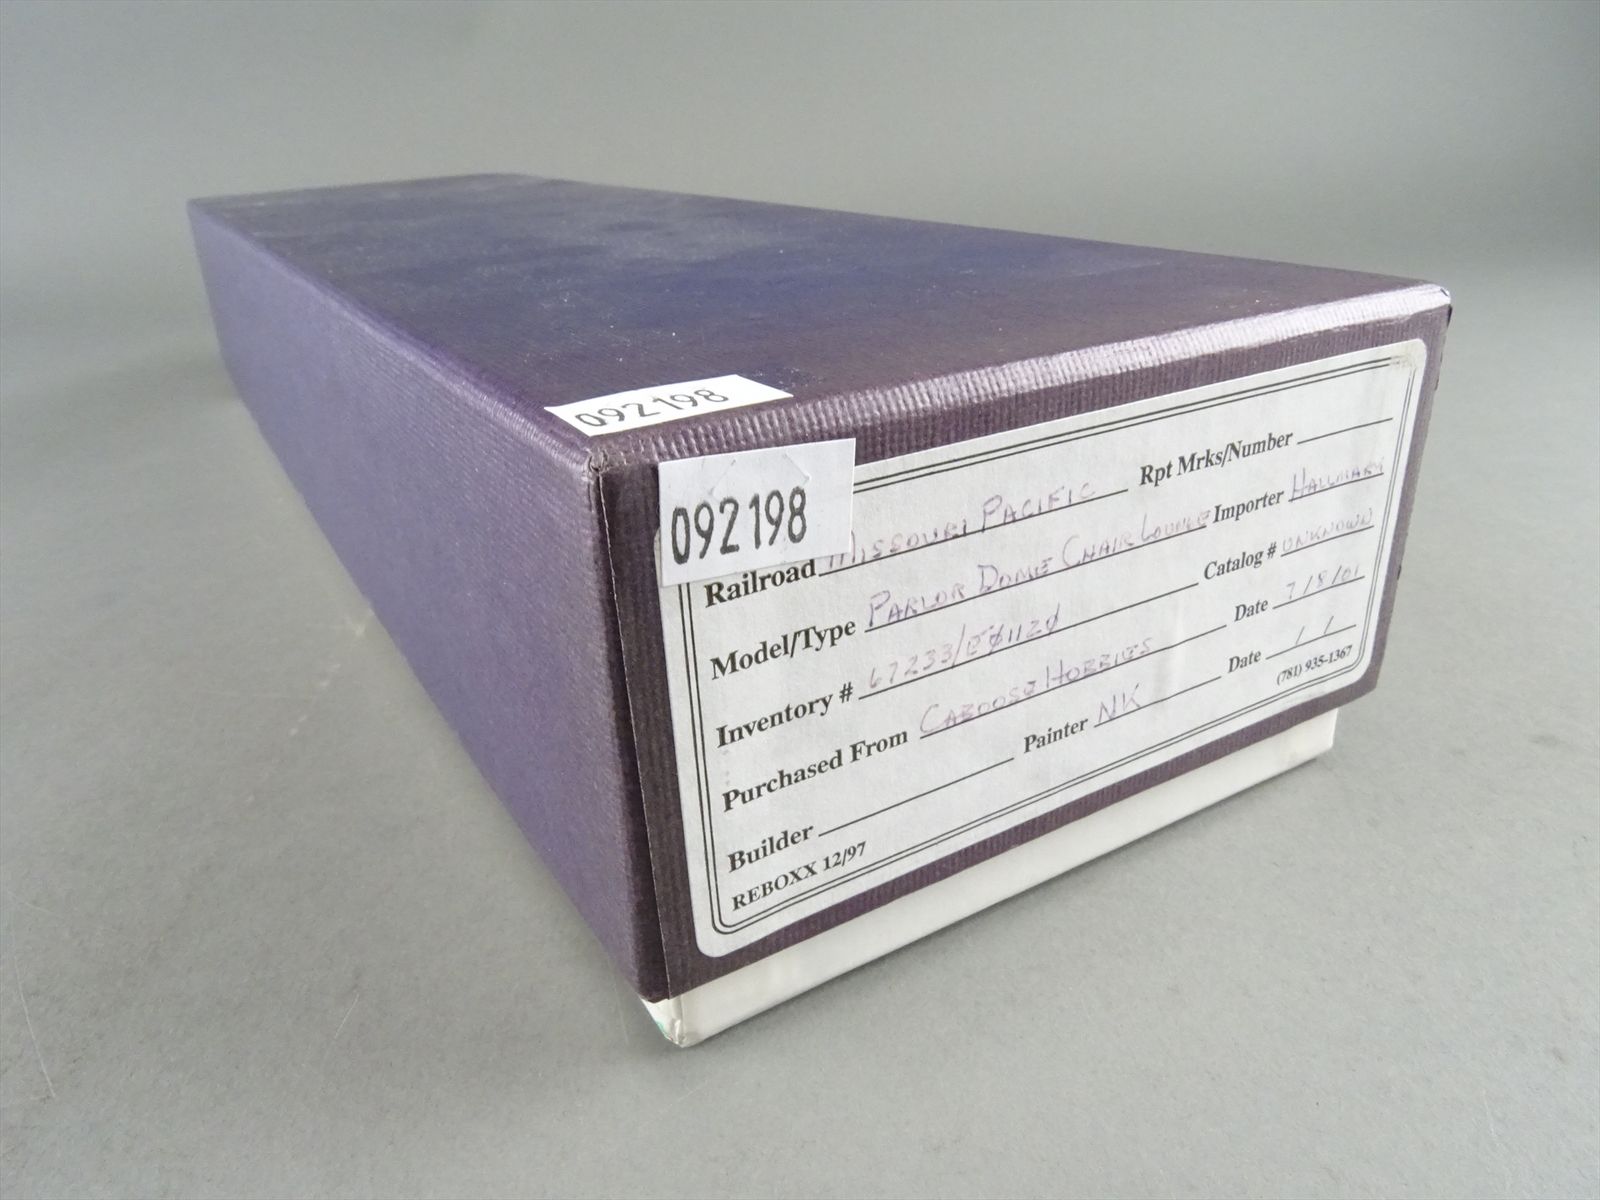 092198
092198
Railroad Missouri Pacific Rpt Mrks/Number
Model/Type Parlor Dome Chair Lounge Importer Hallmark
Inventory # 67233/E∅112∅ Catalog # unknown
Purchased From Caboose Hobbies Date 7/8/01
Builder Painter NK Date / /
REBOXX 12/97 (781) 935-1367